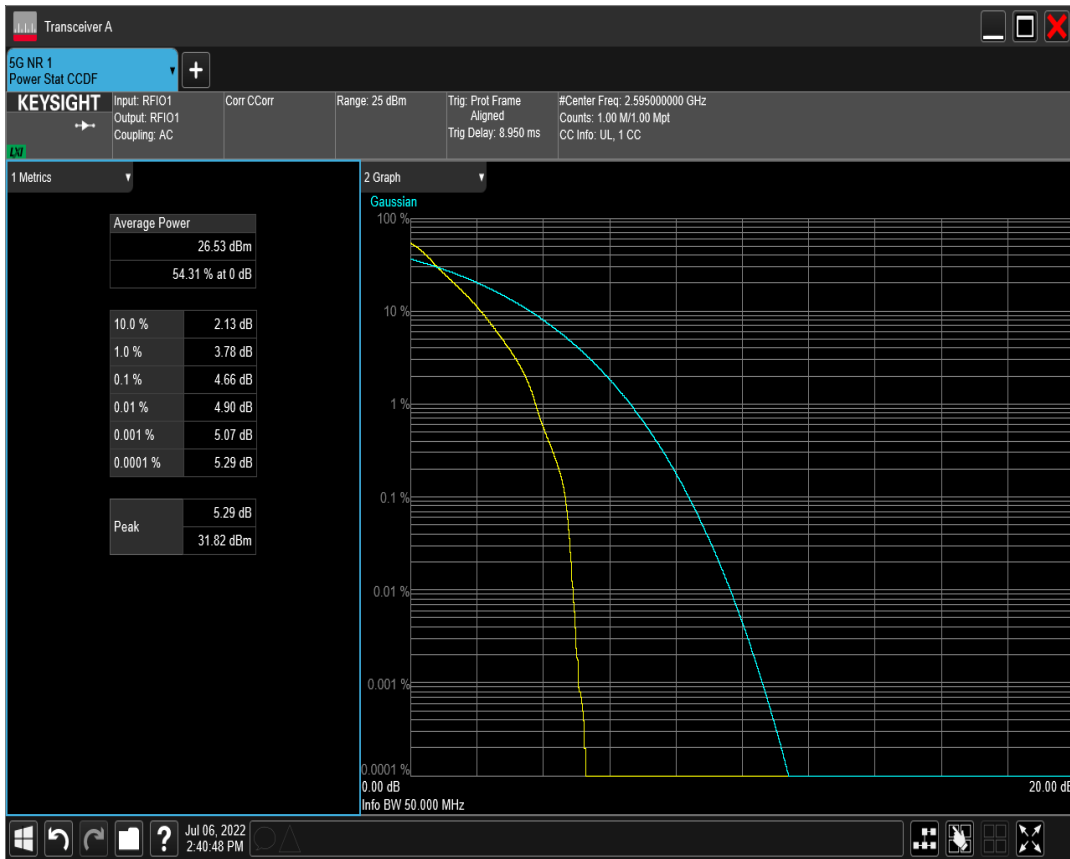 Transceiver A
5G NR 1
Power Stat CCDF
KEYSIGHT
LXI
Input: RFIO1
Output: RFIO1
Coupling: AC
Corr CCorr
Range: 25 dBm
Trig: Prot Frame
Aligned
Trig Delay: 8.950 ms
#Center Freq: 2.595000000 GHz
Counts: 1.00 M/1.00 Mpt
CC Info: UL, 1 CC
1 Metrics
Average Power
26.53 dBm
54.31 % at 0 dB
10.0 % 2.13 dB
1.0 % 3.78 dB
0.1 % 4.66 dB
0.01 % 4.90 dB
0.001 % 5.07 dB
0.0001 % 5.29 dB
Peak
5.29 dB
31.82 dBm
2 Graph
Gaussian
100 %
10 %
1 %
0.1 %
0.01 %
0.001 %
0.0001 %
0.00 dB
20.00 dB
Info BW 50.000 MHz
?
Jul 06, 2022
2:40:48 PM